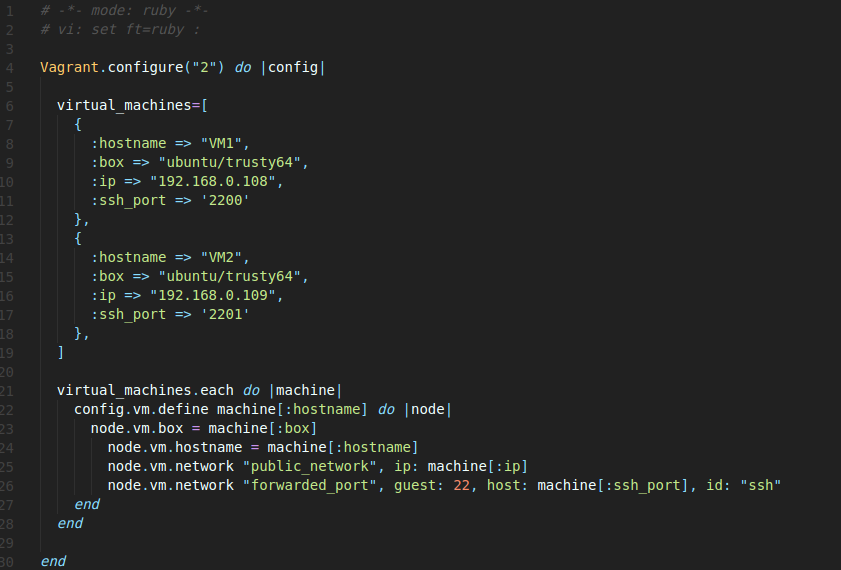 1 # -*- mode: ruby -*-
2 # vi: set ft=ruby :
3
4 Vagrant.configure("2") do |config|
5
6   virtual_machines=[
7     {
8       :hostname => "VM1",
9       :box => "ubuntu/trusty64",
10       :ip => "192.168.0.108",
11       :ssh_port => '2200'
12     },
13     {
14       :hostname => "VM2",
15       :box => "ubuntu/trusty64",
16       :ip => "192.168.0.109",
17       :ssh_port => '2201'
18     },
19   ]
20
21   virtual_machines.each do |machine|
22     config.vm.define machine[:hostname] do |node|
23       node.vm.box = machine[:box]
24         node.vm.hostname = machine[:hostname]
25         node.vm.network "public_network", ip: machine[:ip]
26         node.vm.network "forwarded_port", guest: 22, host: machine[:ssh_port], id: "ssh"
27     end
28   end
29
30 end